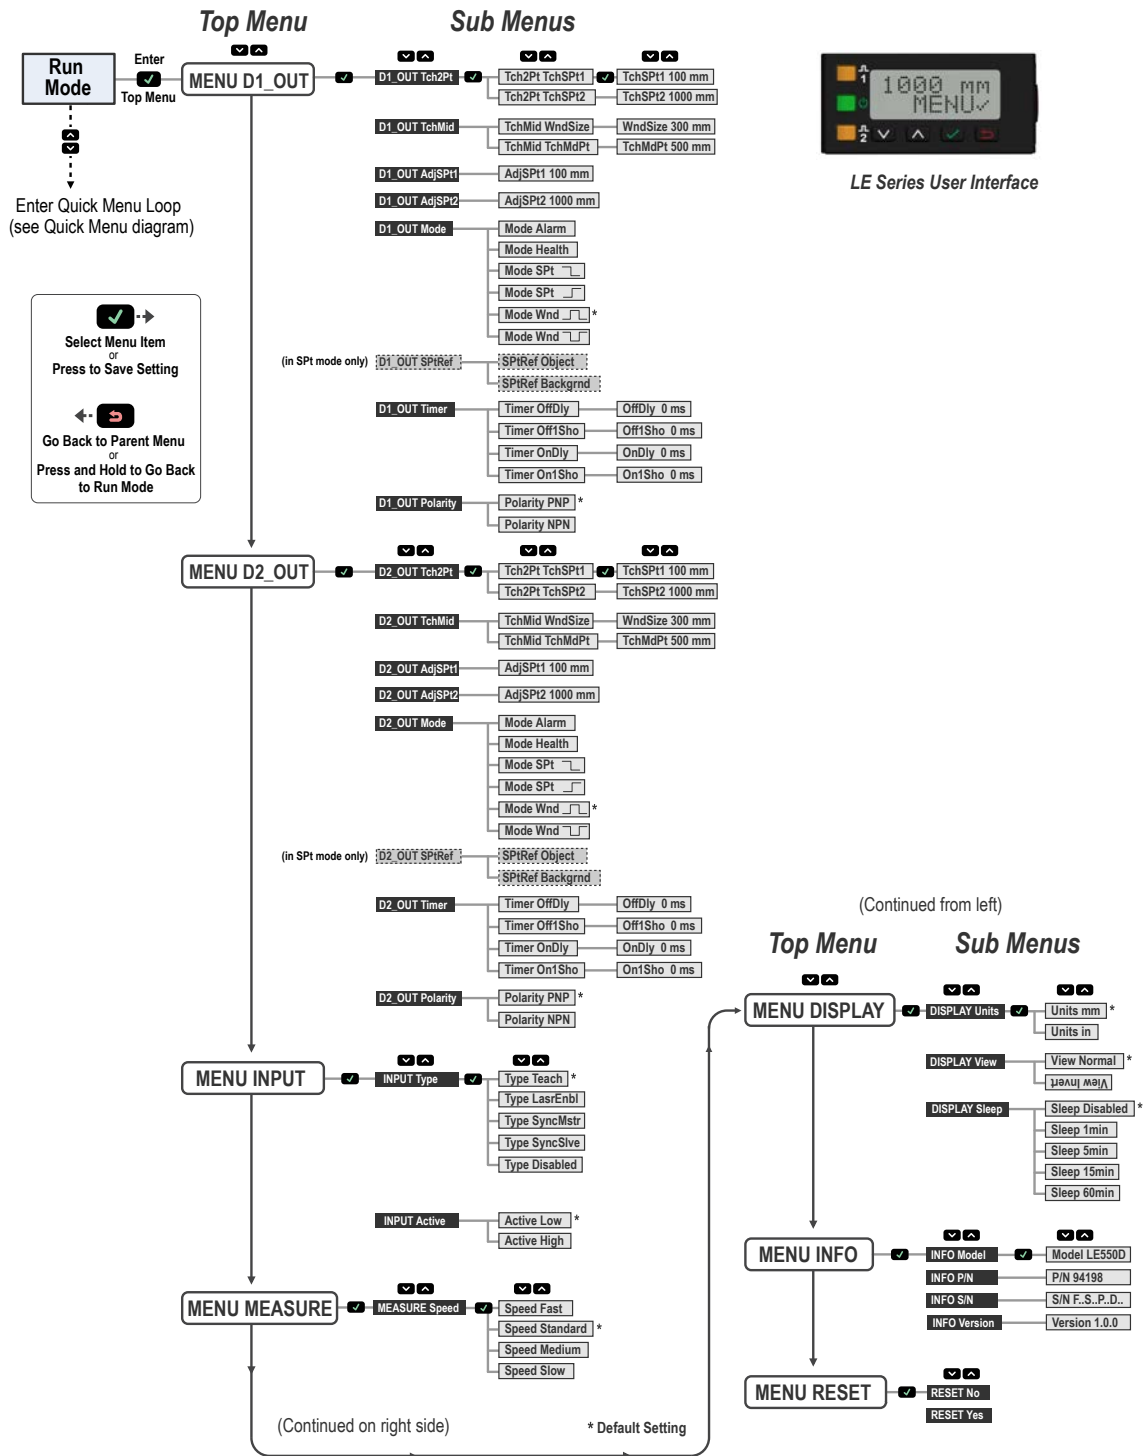 Top Menu
Sub Menus
Run Mode
Enter
Top Menu
Enter Quick Menu Loop
(see Quick Menu diagram)
Select Menu Item
or
Press to Save Setting
Go Back to Parent Menu
or
Press and Hold to Go Back
to Run Mode
1000 mm
MENU✓
1
2
LE Series User Interface
MENU D1_OUT
D1_OUT Tch2Pt
Tch2Pt TchSPt1
TchSPt1 100 mm
Tch2Pt TchSPt2
TchSPt2 1000 mm
D1_OUT TchMid
TchMid WndSize
WndSize 300 mm
TchMid TchMdPt
TchMdPt 500 mm
D1_OUT AdjSPt1
AdjSPt1 100 mm
D1_OUT AdjSPt2
AdjSPt2 1000 mm
D1_OUT Mode
Mode Alarm
Mode Health
Mode SPt
Mode SPt
Mode Wnd *
Mode Wnd
(in SPt mode only)
D1_OUT SPtRef
SPtRef Object
SPtRef Backgrnd
D1_OUT Timer
Timer OffDly
OffDly 0 ms
Timer Off1Sho
Off1Sho 0 ms
Timer OnDly
OnDly 0 ms
Timer On1Sho
On1Sho 0 ms
D1_OUT Polarity
Polarity PNP *
Polarity NPN
MENU D2_OUT
D2_OUT Tch2Pt
Tch2Pt TchSPt1
TchSPt1 100 mm
Tch2Pt TchSPt2
TchSPt2 1000 mm
D2_OUT TchMid
TchMid WndSize
WndSize 300 mm
TchMid TchMdPt
TchMdPt 500 mm
D2_OUT AdjSPt1
AdjSPt1 100 mm
D2_OUT AdjSPt2
AdjSPt2 1000 mm
D2_OUT Mode
Mode Alarm
Mode Health
Mode SPt
Mode SPt
Mode Wnd *
Mode Wnd
(in SPt mode only)
D2_OUT SPtRef
SPtRef Object
SPtRef Backgrnd
D2_OUT Timer
Timer OffDly
OffDly 0 ms
Timer Off1Sho
Off1Sho 0 ms
Timer OnDly
OnDly 0 ms
Timer On1Sho
On1Sho 0 ms
D2_OUT Polarity
Polarity PNP *
Polarity NPN
MENU INPUT
INPUT Type
Type Teach *
Type LasrEnbl
Type SyncMstr
Type SyncSlve
Type Disabled
INPUT Active
Active Low *
Active High
MENU MEASURE
MEASURE Speed
Speed Fast
Speed Standard *
Speed Medium
Speed Slow
(Continued on right side)
* Default Setting
(Continued from left)
Top Menu
Sub Menus
MENU DISPLAY
DISPLAY Units
Units mm *
Units in
DISPLAY View
View Normal *
View Invert
DISPLAY Sleep
Sleep Disabled *
Sleep 1min
Sleep 5min
Sleep 15min
Sleep 60min
MENU INFO
INFO Model
Model LE550D
INFO P/N
P/N 94198
INFO S/N
S/N F..S..P..D..
INFO Version
Version 1.0.0
MENU RESET
RESET No
RESET Yes